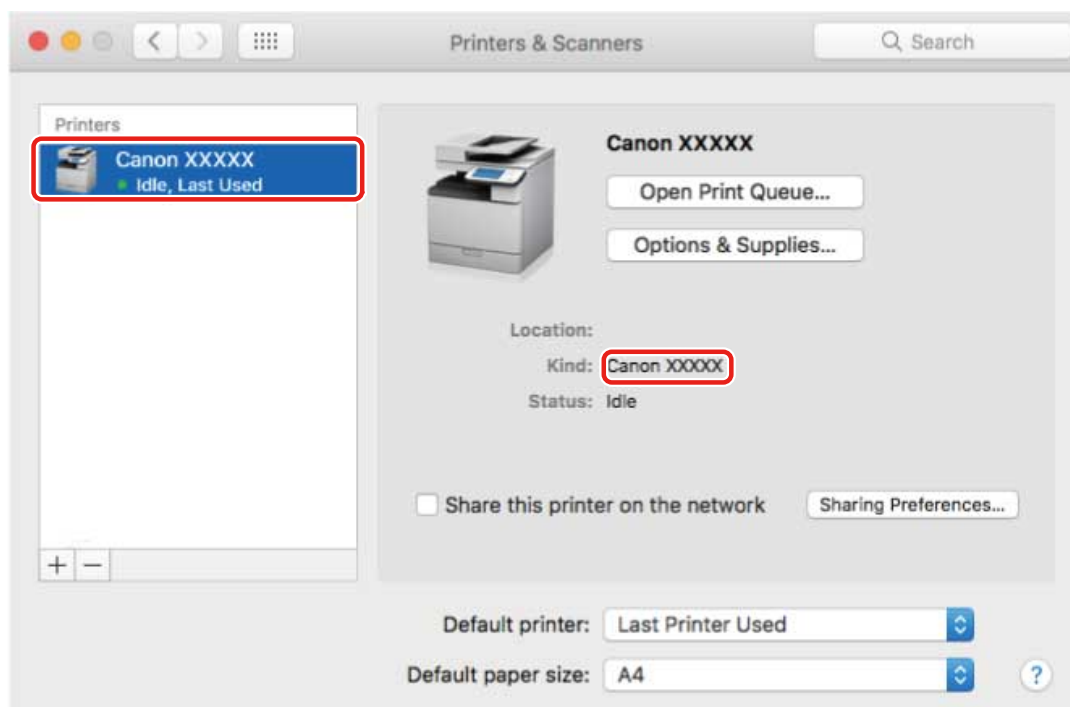 Printers & Scanners
Search
Printers
Canon XXXXX
Idle, Last Used
Canon XXXXX
Open Print Queue...
Options & Supplies...
Location:
Kind: Canon XXXXX
Status: Idle
Share this printer on the network
Sharing Preferences...
+ −
Default printer: Last Printer Used
Default paper size: A4
?